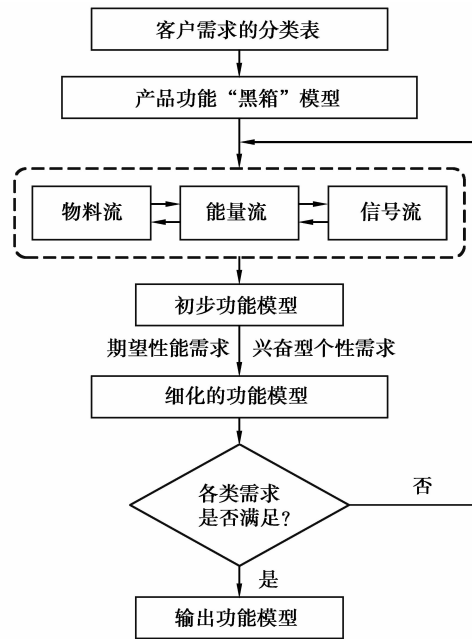 客户需求的分类表
产品功能“黑箱”模型
物料流
能量流
信号流
初步功能模型
期望性能需求
兴奋型个性需求
细化的功能模型
各类需求
是否满足?
否
是
输出功能模型